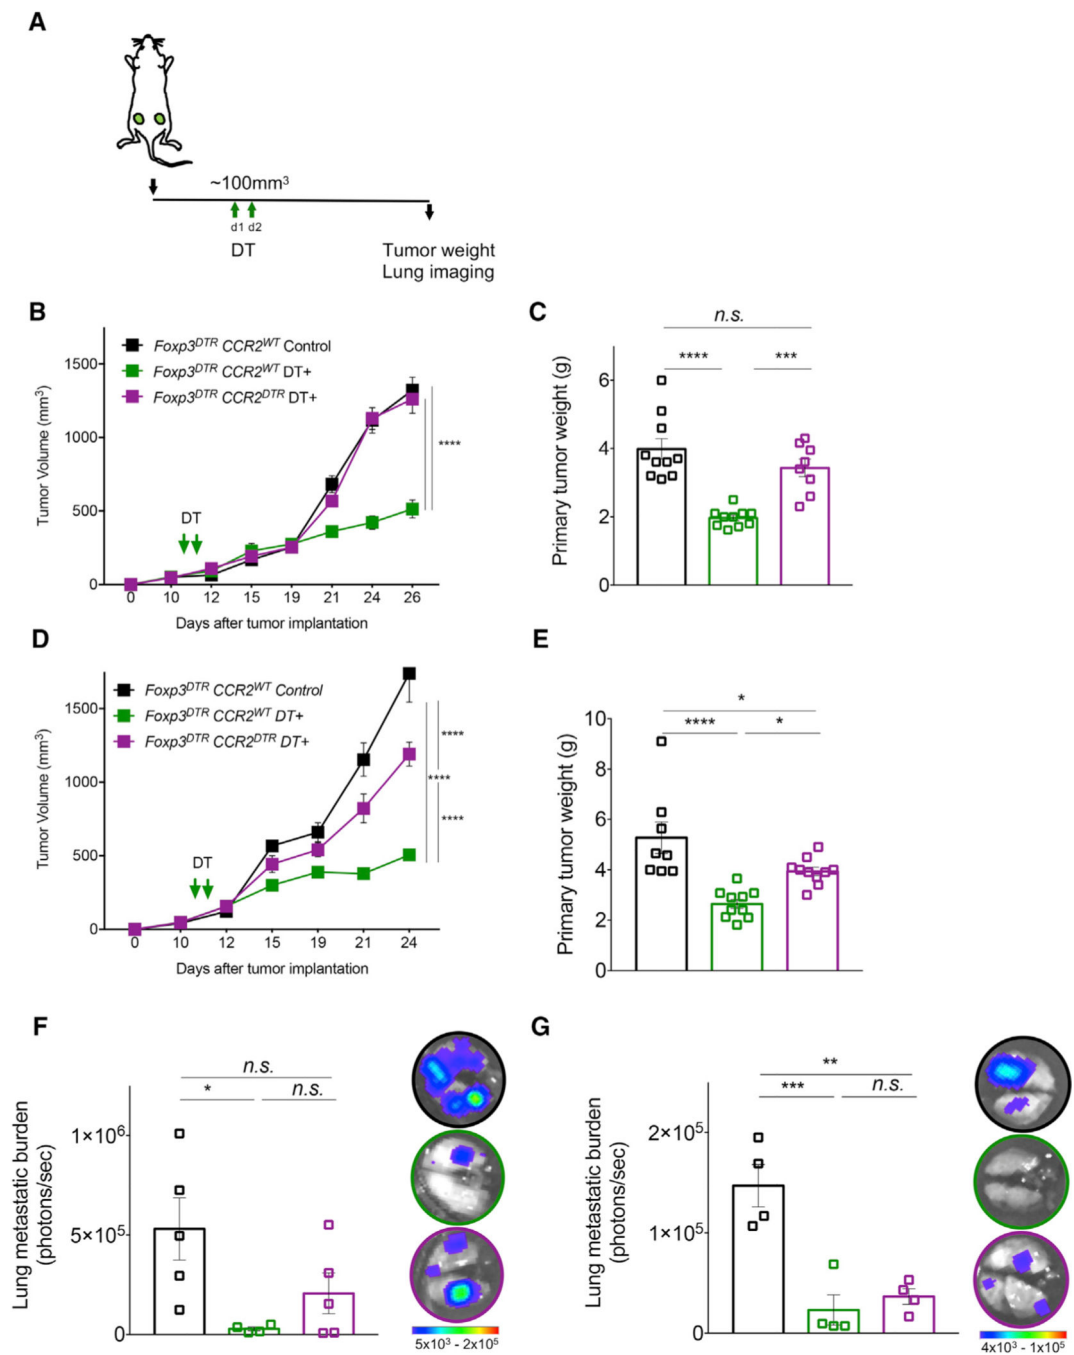 A
~100mm³
d1 d2
DT
Tumor weight
Lung imaging
B
Tumor Volume (mm³)
1500
1000
500
0
Foxp3ᴰᵀᴿ CCR2ᵂᵀ Control
Foxp3ᴰᵀᴿ CCR2ᵂᵀ DT+
Foxp3ᴰᵀᴿ CCR2ᴰᵀᴿ DT+
DT
****
0 10 12 15 19 21 24 26
Days after tumor implantation
C
Primary tumor weight (g)
n.s.
**** ***
6
4
2
0
D
Tumor Volume (mm³)
1500
1000
500
0
Foxp3ᴰᵀᴿ CCR2ᵂᵀ Control
Foxp3ᴰᵀᴿ CCR2ᵂᵀ DT+
Foxp3ᴰᵀᴿ CCR2ᴰᵀᴿ DT+
DT
****
****
****
0 10 12 15 19 21 24
Days after tumor implantation
E
Primary tumor weight (g)
*
**** *
10
8
6
4
2
0
F
Lung metastatic burden
(photons/sec)
n.s.
* n.s.
1×10⁶
5×10⁵
0
5x10³ - 2x10⁵
G
Lung metastatic burden
(photons/sec)
**
*** n.s.
2×10⁵
1×10⁵
0
4x10³ - 1x10⁵